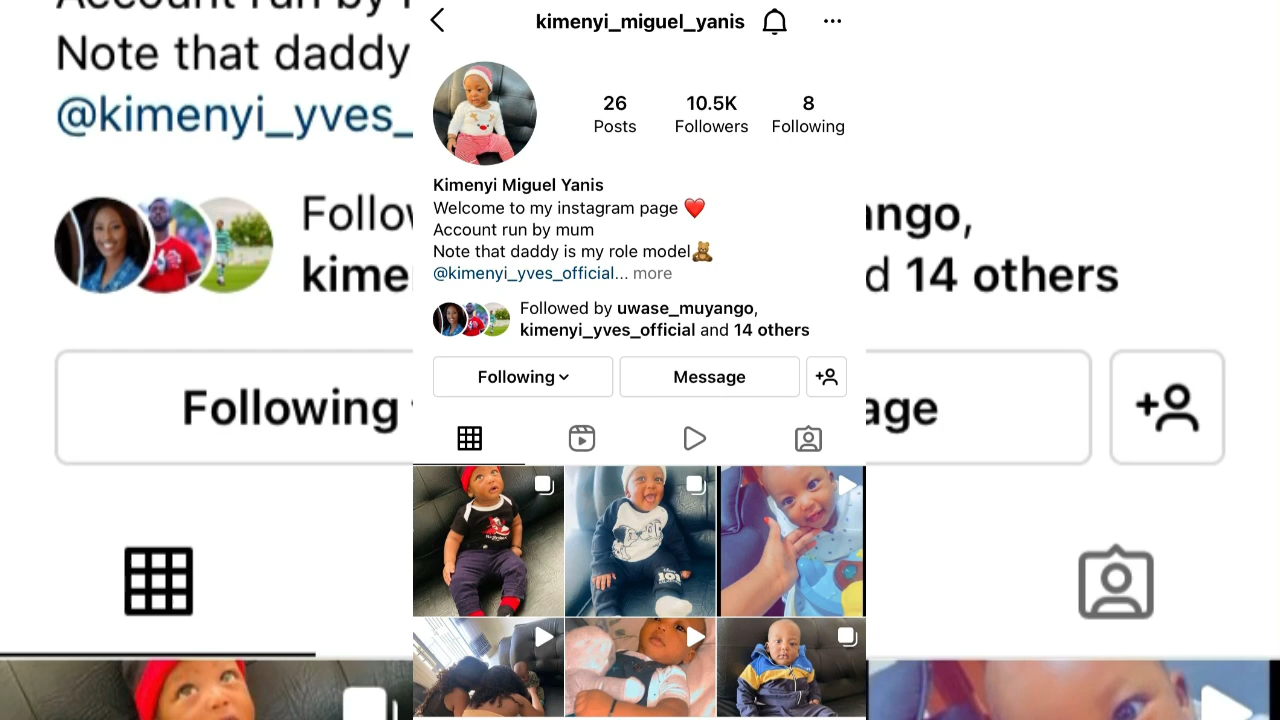 Account run by
Note that daddy
@kimenyi_yves_
Follow
kime
Following
kimenyi_miguel_yanis
26
10.5K
8
Posts
Followers
Following
Kimenyi Miguel Yanis
Welcome to my instagram page ❤️
Account run by mum
Note that daddy is my role model🧸
@kimenyi_yves_official... more
Followed by uwase_muyango,
kimenyi_yves_official and 14 others
Following
Message
ango,
d 14 others
age